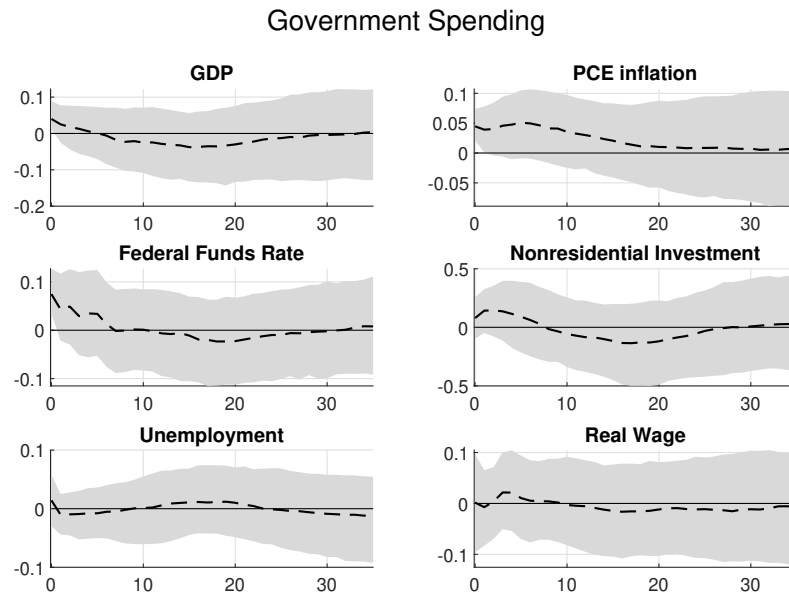 Government Spending
GDP
0.1
0
-0.1
-0.2
0 10 20 30
PCE inflation
0.1
0.05
0
-0.05
0 10 20 30
Federal Funds Rate
0.1
0
-0.1
0 10 20 30
Nonresidential Investment
0.5
0
-0.5
0 10 20 30
Unemployment
0.1
0
-0.1
0 10 20 30
Real Wage
0.1
0
-0.1
0 10 20 30